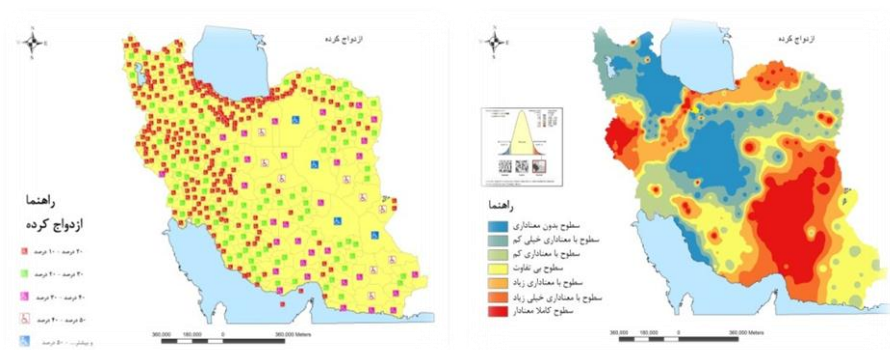 ازدواج کرده
راهنما
ازدواج کرده
۲۰ درصد - ۱۰ درصد
۳۰ درصد - ۲۰ درصد
۴۰ درصد - ۳۰ درصد
۵۰ درصد - ۴۰ درصد
و بیشتر... ۵۰ درصد
360,000 180,000 0 360,000 Meters
ازدواج کرده
راهنما
سطوح بدون معناداری
سطوح با معناداری خیلی کم
سطوح با معناداری کم
سطوح بی تفاوت
سطوح با معناداری زیاد
سطوح با معناداری خیلی زیاد
سطوح کاملا معنادار
360,000 180,000 0 360,000 Meters